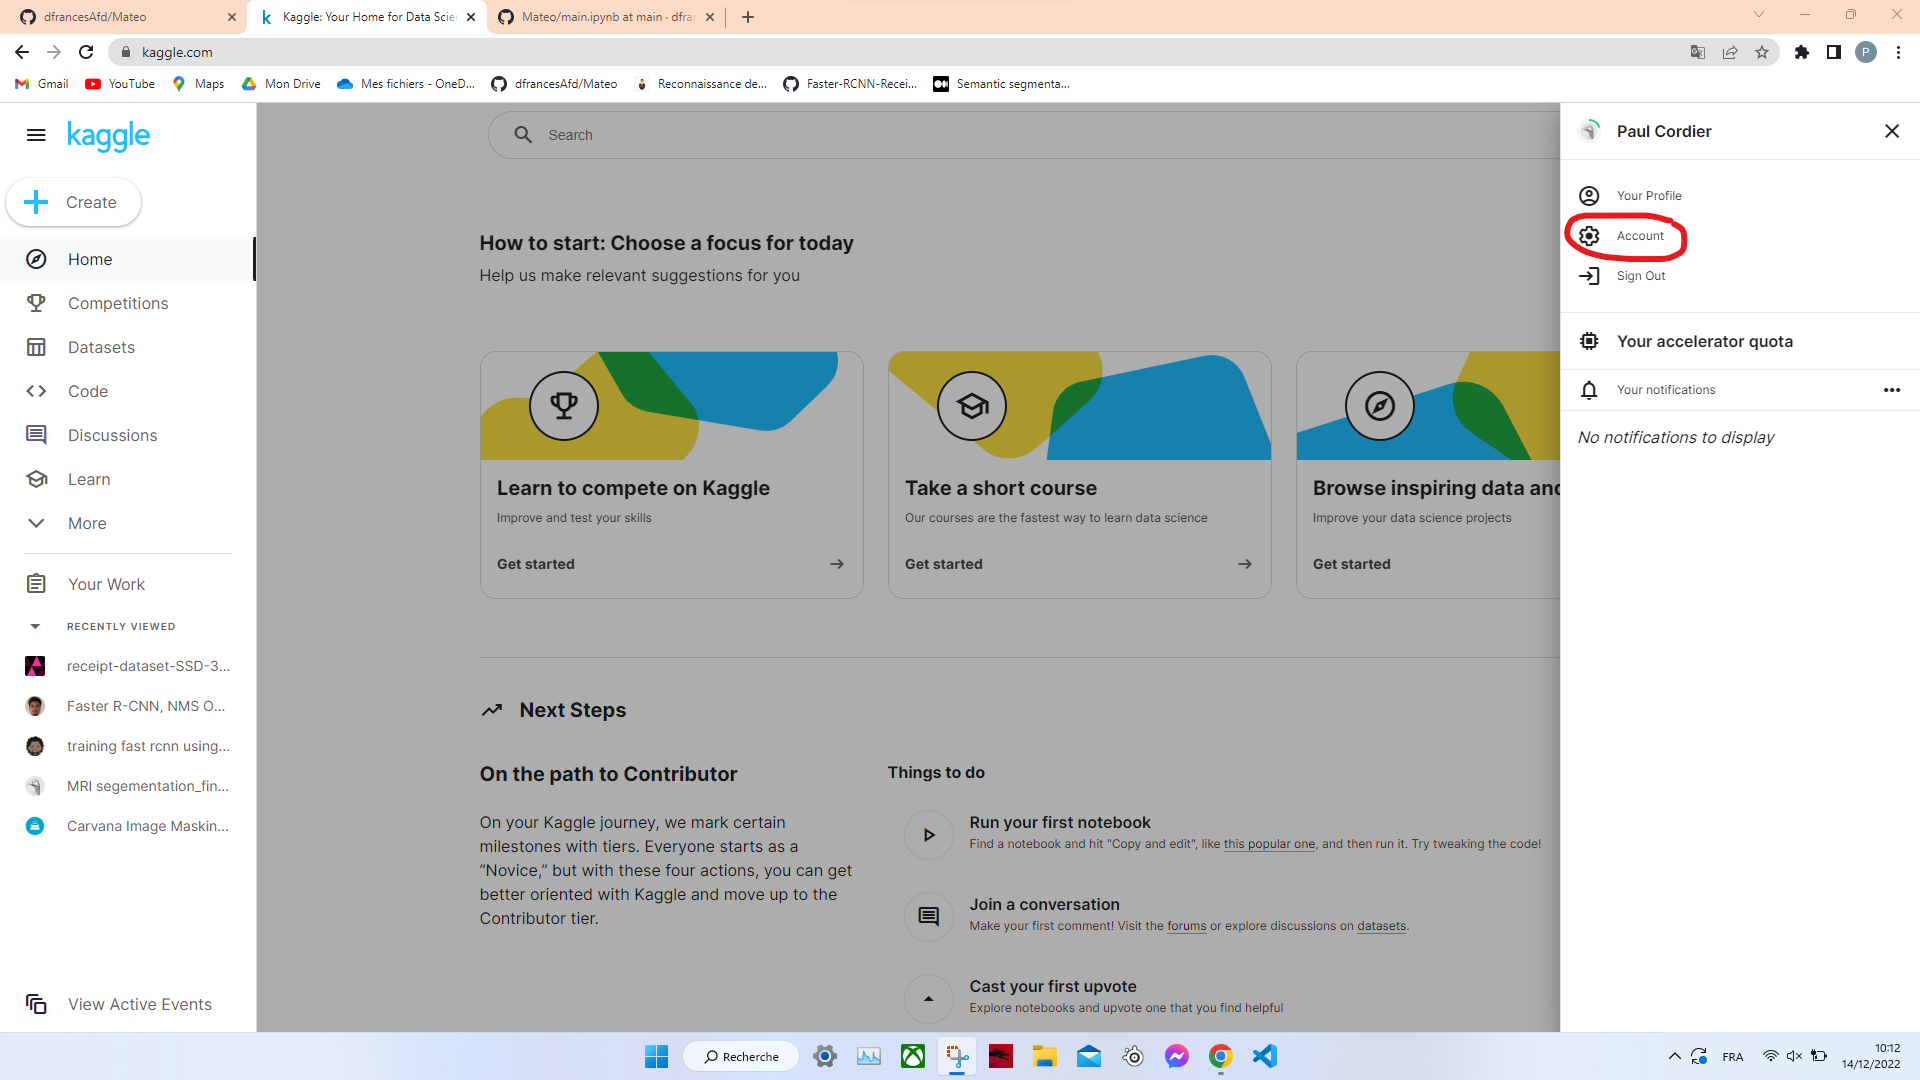 dfrancesAfd/Mateo
Kaggle: Your Home for Data Scien
Mateo/main.ipynb at main · dfran
kaggle.com
P
Gmail
YouTube
Maps
Mon Drive
Mes fichiers - OneD...
dfrancesAfd/Mateo
Reconnaissance de...
Faster-RCNN-Recei...
Semantic segmenta...
kaggle
Create
Home
Competitions
Datasets
Code
Discussions
Learn
More
Your Work
RECENTLY VIEWED
receipt-dataset-SSD-3...
Faster R-CNN, NMS O...
training fast rcnn using...
MRI segementation_fin...
Carvana Image Maskin...
View Active Events
Search
How to start: Choose a focus for today
Help us make relevant suggestions for you
Learn to compete on Kaggle
Improve and test your skills
Get started
Take a short course
Our courses are the fastest way to learn data science
Get started
Browse inspiring data and
Improve your data science projects
Get started
Next Steps
On the path to Contributor
On your Kaggle journey, we mark certain
milestones with tiers. Everyone starts as a
“Novice,” but with these four actions, you can get
better oriented with Kaggle and move up to the
Contributor tier.
Things to do
Run your first notebook
Find a notebook and hit "Copy and edit", like this popular one, and then run it. Try tweaking the code!
Join a conversation
Make your first comment! Visit the forums or explore discussions on datasets.
Cast your first upvote
Explore notebooks and upvote one that you find helpful
Paul Cordier
Your Profile
Account
Sign Out
Your accelerator quota
Your notifications
No notifications to display
Recherche
FRA
10:12
14/12/2022